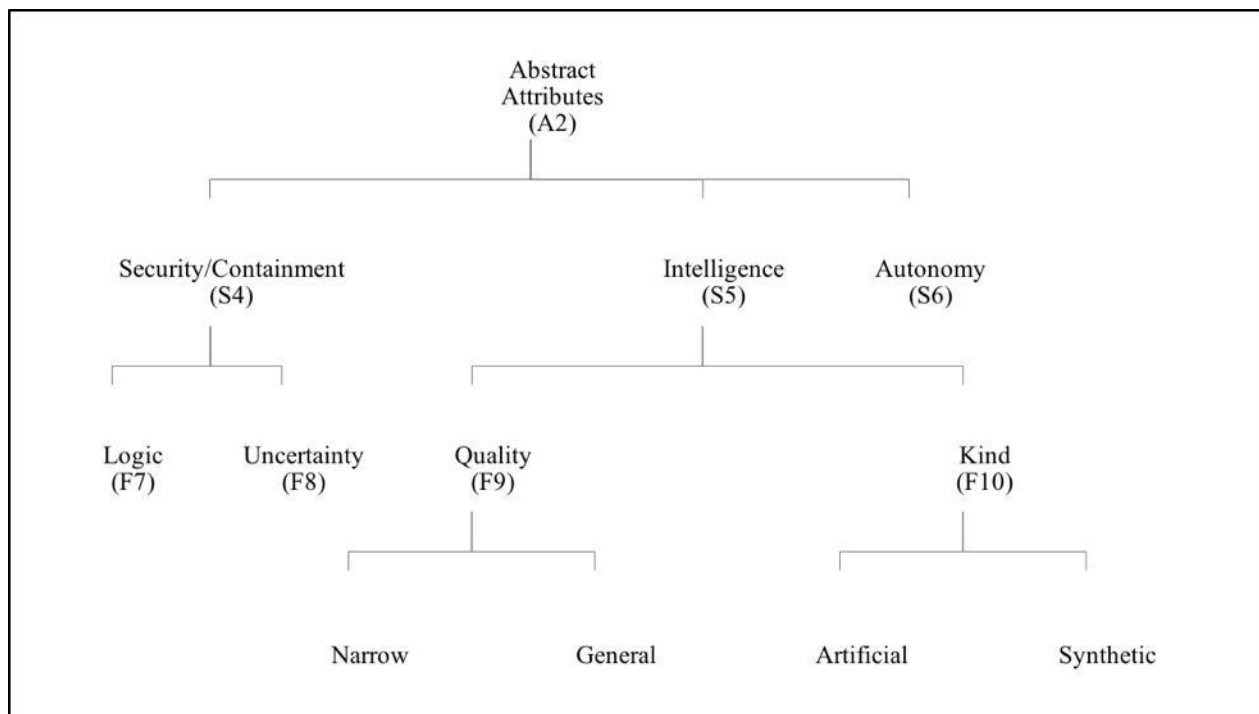 Abstract
Attributes
(A2)
Security/Containment
(S4)
Intelligence
(S5)
Autonomy
(S6)
Logic
(F7)
Uncertainty
(F8)
Quality
(F9)
Kind
(F10)
Narrow
General
Artificial
Synthetic